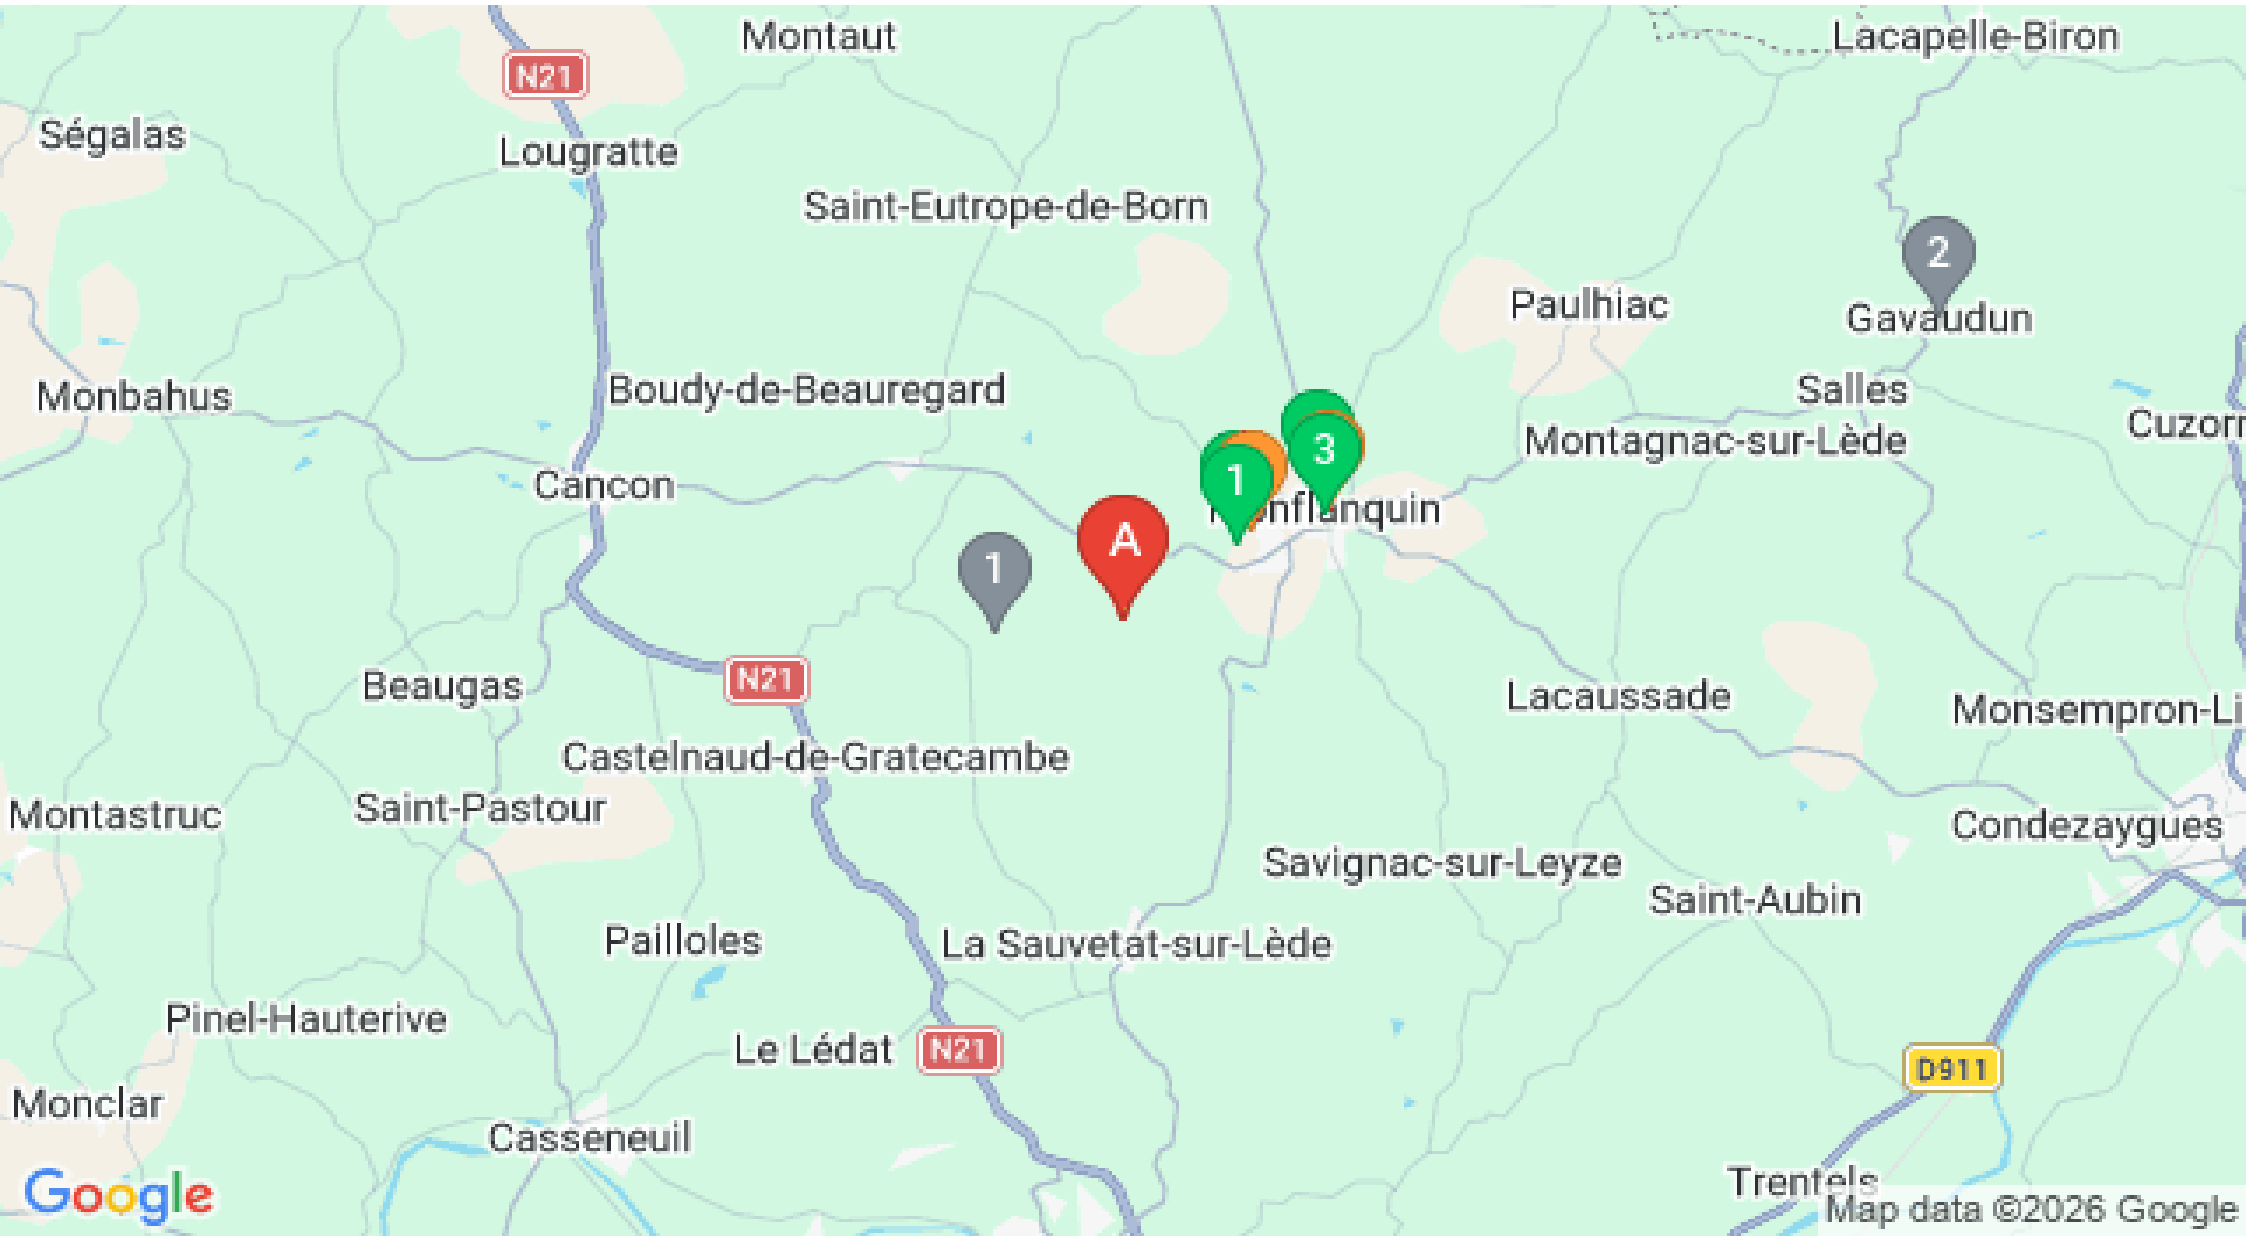 Montaut
Lacapelle-Biron
N21
Ségalas
Lougratte
Saint-Eutrope-de-Born
2
Paulhiac
Gavaudun
Monbahus
Boudy-de-Beauregard
Salles
Cuzorn
3
Montagnac-sur-Lède
1
Cancon
Monflanquin
A
1
N21
Beaugas
Lacaussade
Monsempron-Li
Castelnaud-de-Gratecambe
Montastruc
Saint-Pastour
Condezaygues
Savignac-sur-Leyze
Saint-Aubin
Pailloles
La Sauvetat-sur-Lède
Pinel-Hauterive
Le Lédat
N21
D911
Monclar
Casseneuil
Trentels
Google
Map data ©2026 Google